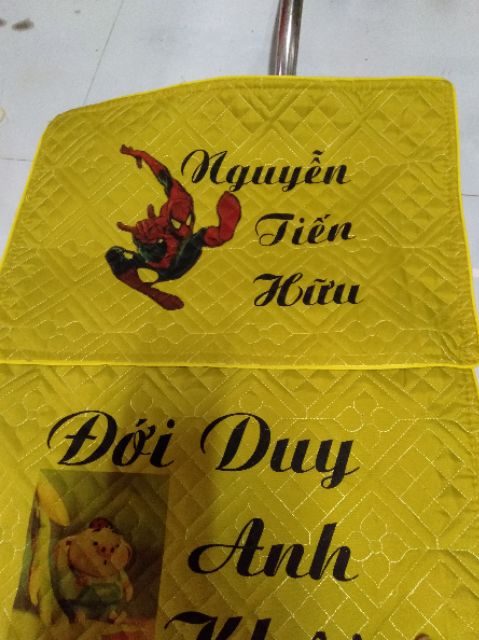 Nguyễn
Tiến
Hữu
Đới Duy
Anh